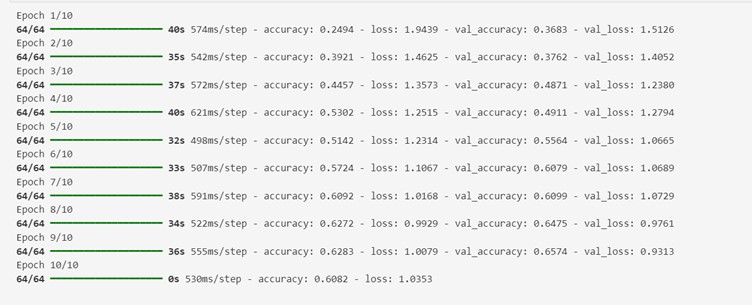 Epoch 1/10
64/64 ━━━━━━━━━━━━━━━━━━━━ 40s 574ms/step - accuracy: 0.2494 - loss: 1.9439 - val_accuracy: 0.3683 - val_loss: 1.5126
Epoch 2/10
64/64 ━━━━━━━━━━━━━━━━━━━━ 35s 542ms/step - accuracy: 0.3921 - loss: 1.4625 - val_accuracy: 0.3762 - val_loss: 1.4052
Epoch 3/10
64/64 ━━━━━━━━━━━━━━━━━━━━ 37s 572ms/step - accuracy: 0.4457 - loss: 1.3573 - val_accuracy: 0.4871 - val_loss: 1.2380
Epoch 4/10
64/64 ━━━━━━━━━━━━━━━━━━━━ 40s 621ms/step - accuracy: 0.5302 - loss: 1.2515 - val_accuracy: 0.4911 - val_loss: 1.2794
Epoch 5/10
64/64 ━━━━━━━━━━━━━━━━━━━━ 32s 498ms/step - accuracy: 0.5142 - loss: 1.2314 - val_accuracy: 0.5564 - val_loss: 1.0665
Epoch 6/10
64/64 ━━━━━━━━━━━━━━━━━━━━ 33s 507ms/step - accuracy: 0.5724 - loss: 1.1067 - val_accuracy: 0.6079 - val_loss: 1.0689
Epoch 7/10
64/64 ━━━━━━━━━━━━━━━━━━━━ 38s 591ms/step - accuracy: 0.6092 - loss: 1.0168 - val_accuracy: 0.6099 - val_loss: 1.0729
Epoch 8/10
64/64 ━━━━━━━━━━━━━━━━━━━━ 34s 522ms/step - accuracy: 0.6272 - loss: 0.9929 - val_accuracy: 0.6475 - val_loss: 0.9761
Epoch 9/10
64/64 ━━━━━━━━━━━━━━━━━━━━ 36s 555ms/step - accuracy: 0.6283 - loss: 1.0079 - val_accuracy: 0.6574 - val_loss: 0.9313
Epoch 10/10
64/64 ━━━━━━━━━━━━━━━━━━━━ 0s 530ms/step - accuracy: 0.6082 - loss: 1.0353